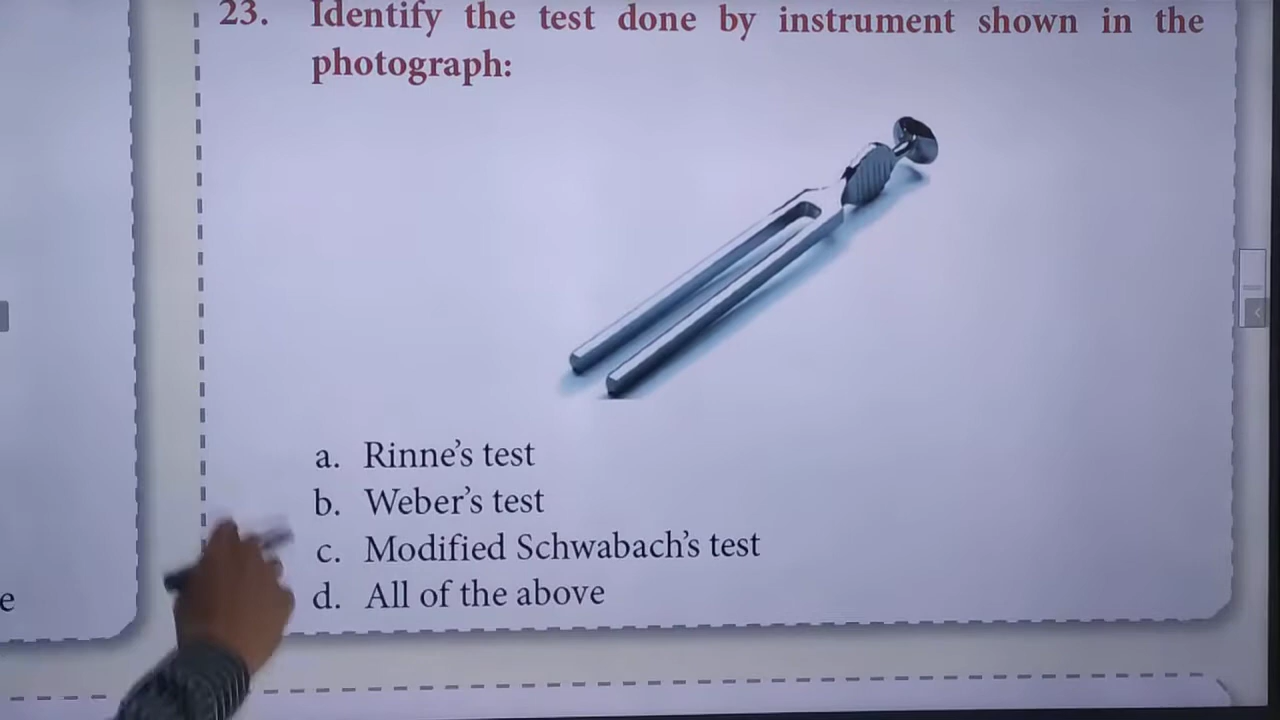 23. Identify the test done by instrument shown in the
photograph:
a. Rinne's test
b. Weber's test
c. Modified Schwabach's test
d. All of the above
e